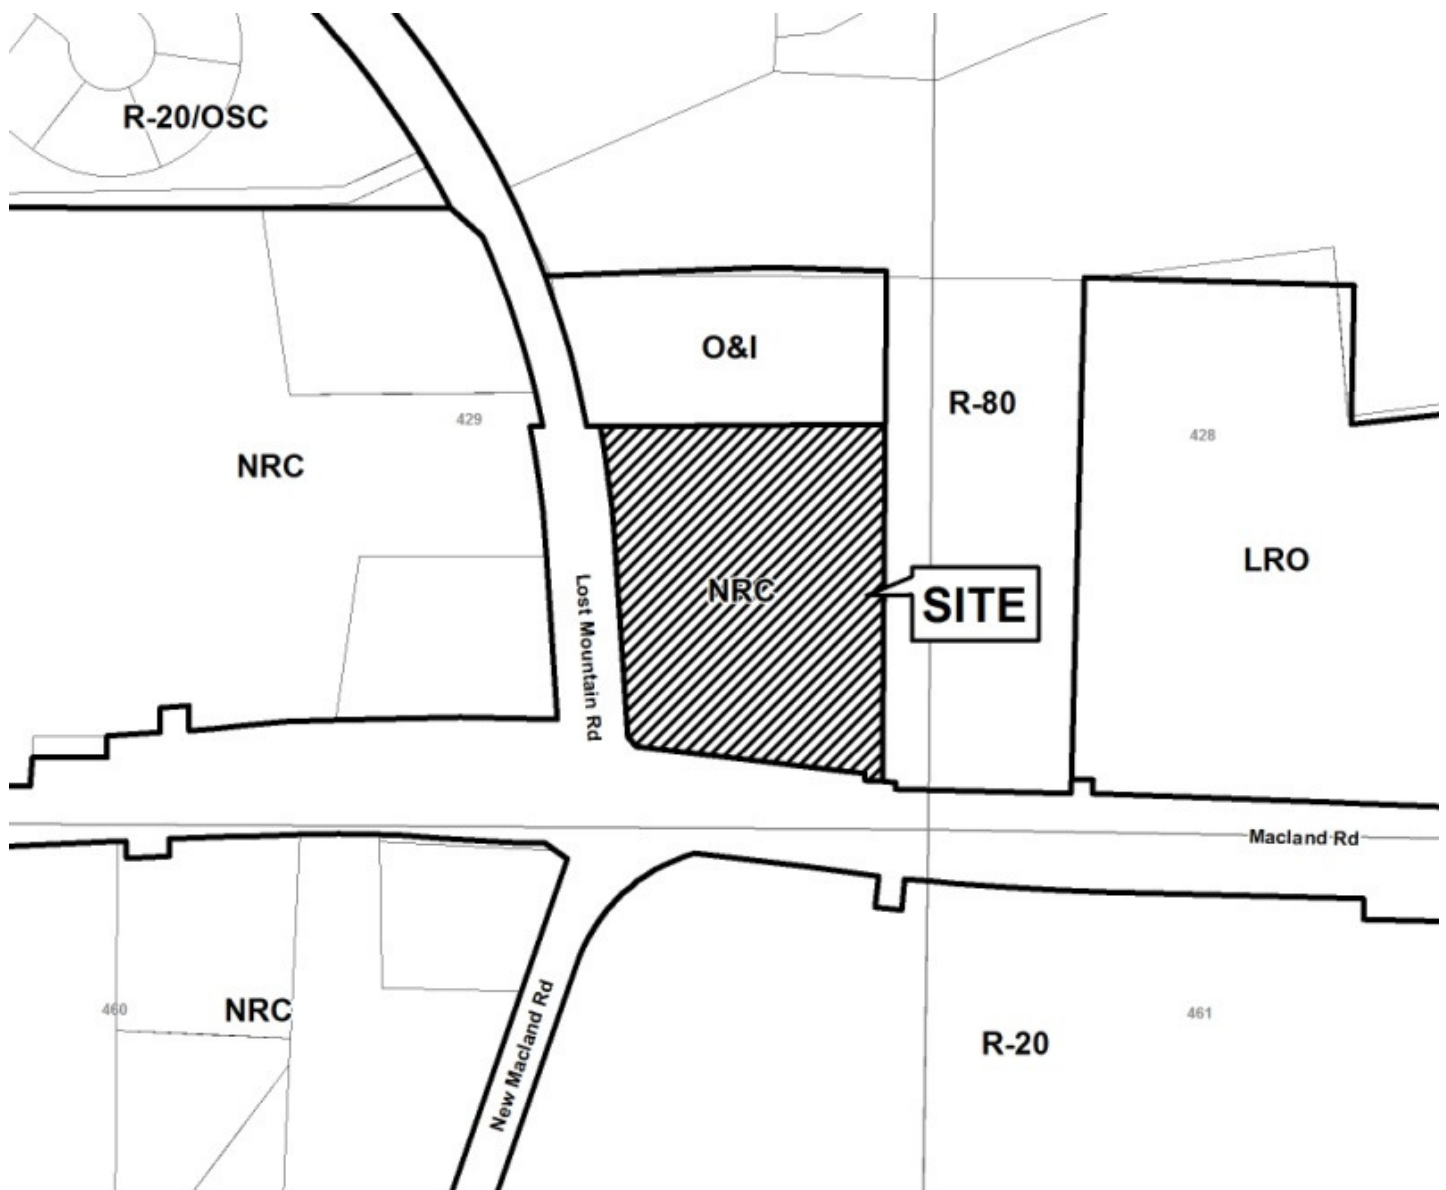 R-20/OSC
O&I
R-80
429
428
NRC
LRO
NRC
SITE
Lost Mountain Rd
Macland Rd
460
NRC
New Macland Rd
461
R-20